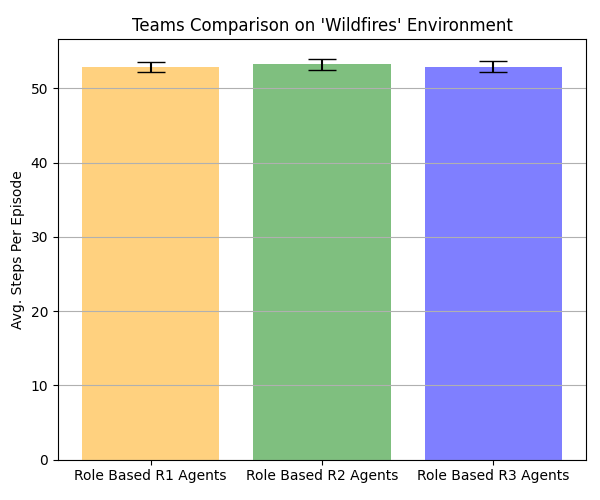 Teams Comparison on 'Wildfires' Environment
Avg. Steps Per Episode
50
40
30
20
10
0
Role Based R1 Agents
Role Based R2 Agents
Role Based R3 Agents